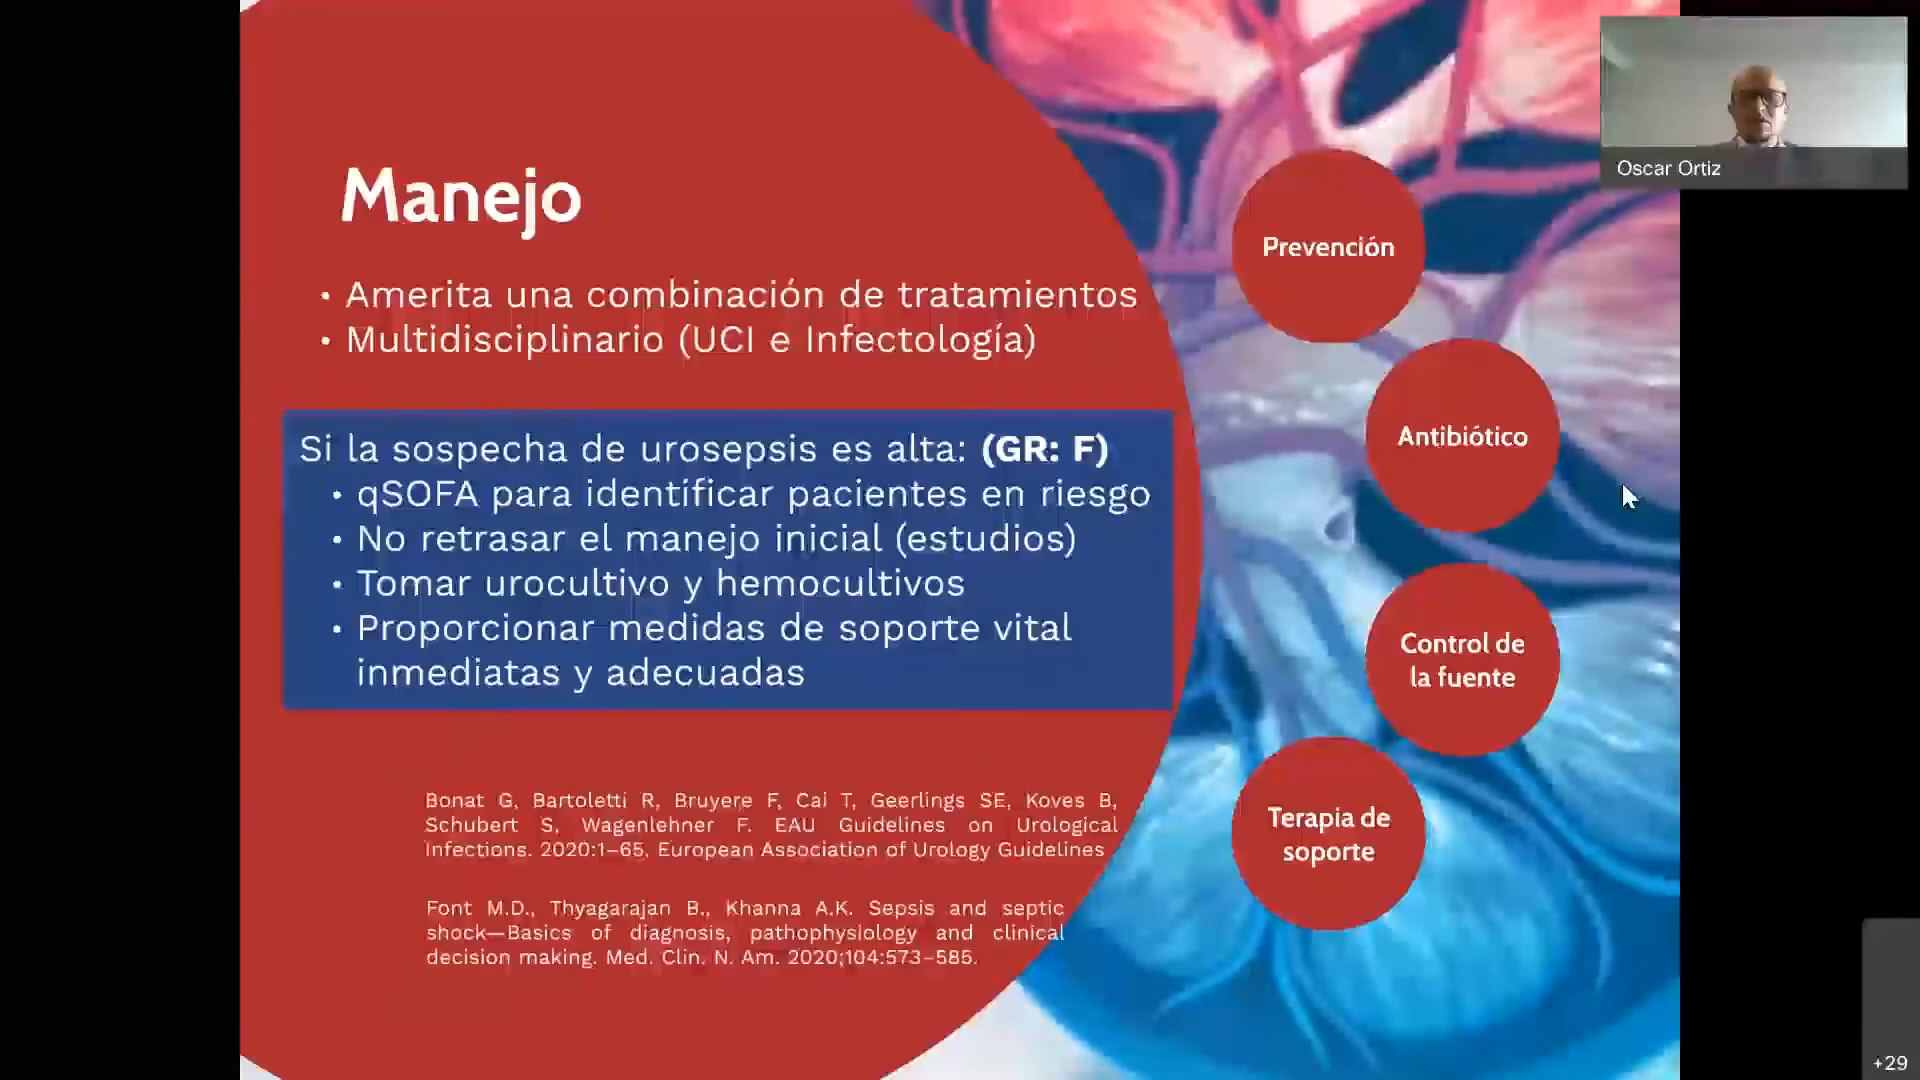 Manejo
• Amerita una combinación de tratamientos
• Multidisciplinario (UCI e Infectología)
Si la sospecha de urosepsis es alta: (GR: F)
• qSOFA para identificar pacientes en riesgo
• No retrasar el manejo inicial (estudios)
• Tomar urocultivo y hemocultivos
• Proporcionar medidas de soporte vital
inmediatas y adecuadas
Bonat G, Bartoletti R, Bruyere F, Cai T, Geerlings SE, Koves B,
Schubert S, Wagenlehner F. EAU Guidelines on Urological
Infections. 2020:1–65. European Association of Urology Guidelines
Font M.D., Thyagarajan B., Khanna A.K. Sepsis and septic
shock—Basics of diagnosis, pathophysiology and clinical
decision making. Med. Clin. N. Am. 2020;104:573–585.
Prevención
Antibiótico
Control de
la fuente
Terapia de
soporte
Oscar Ortiz
+29